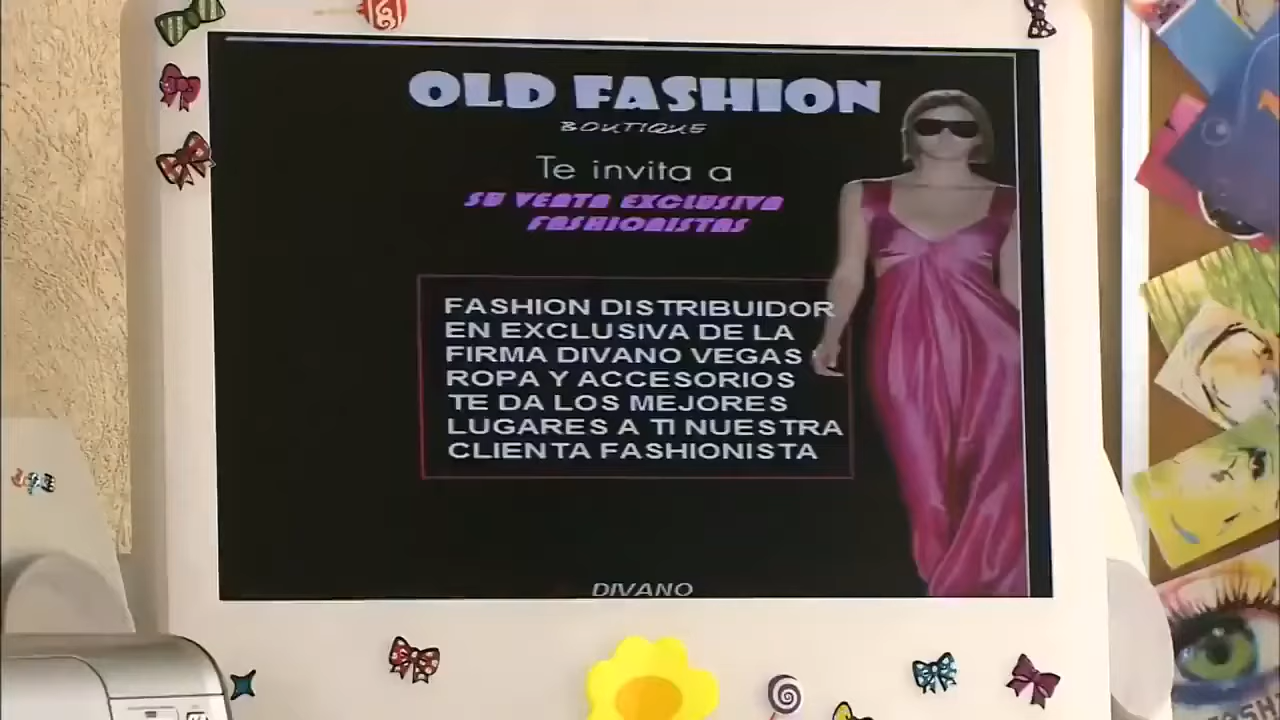 OLD FASHION
BOUTIQUE
Te invita a
SU VENTA EXCLUSIVA
FASHIONISTAS
FASHION DISTRIBUIDOR
EN EXCLUSIVA DE LA
FIRMA DIVANO VEGAS
ROPA Y ACCESORIOS
TE DA LOS MEJORES
LUGARES A TI NUESTRA
CLIENTA FASHIONISTA
DIVANO